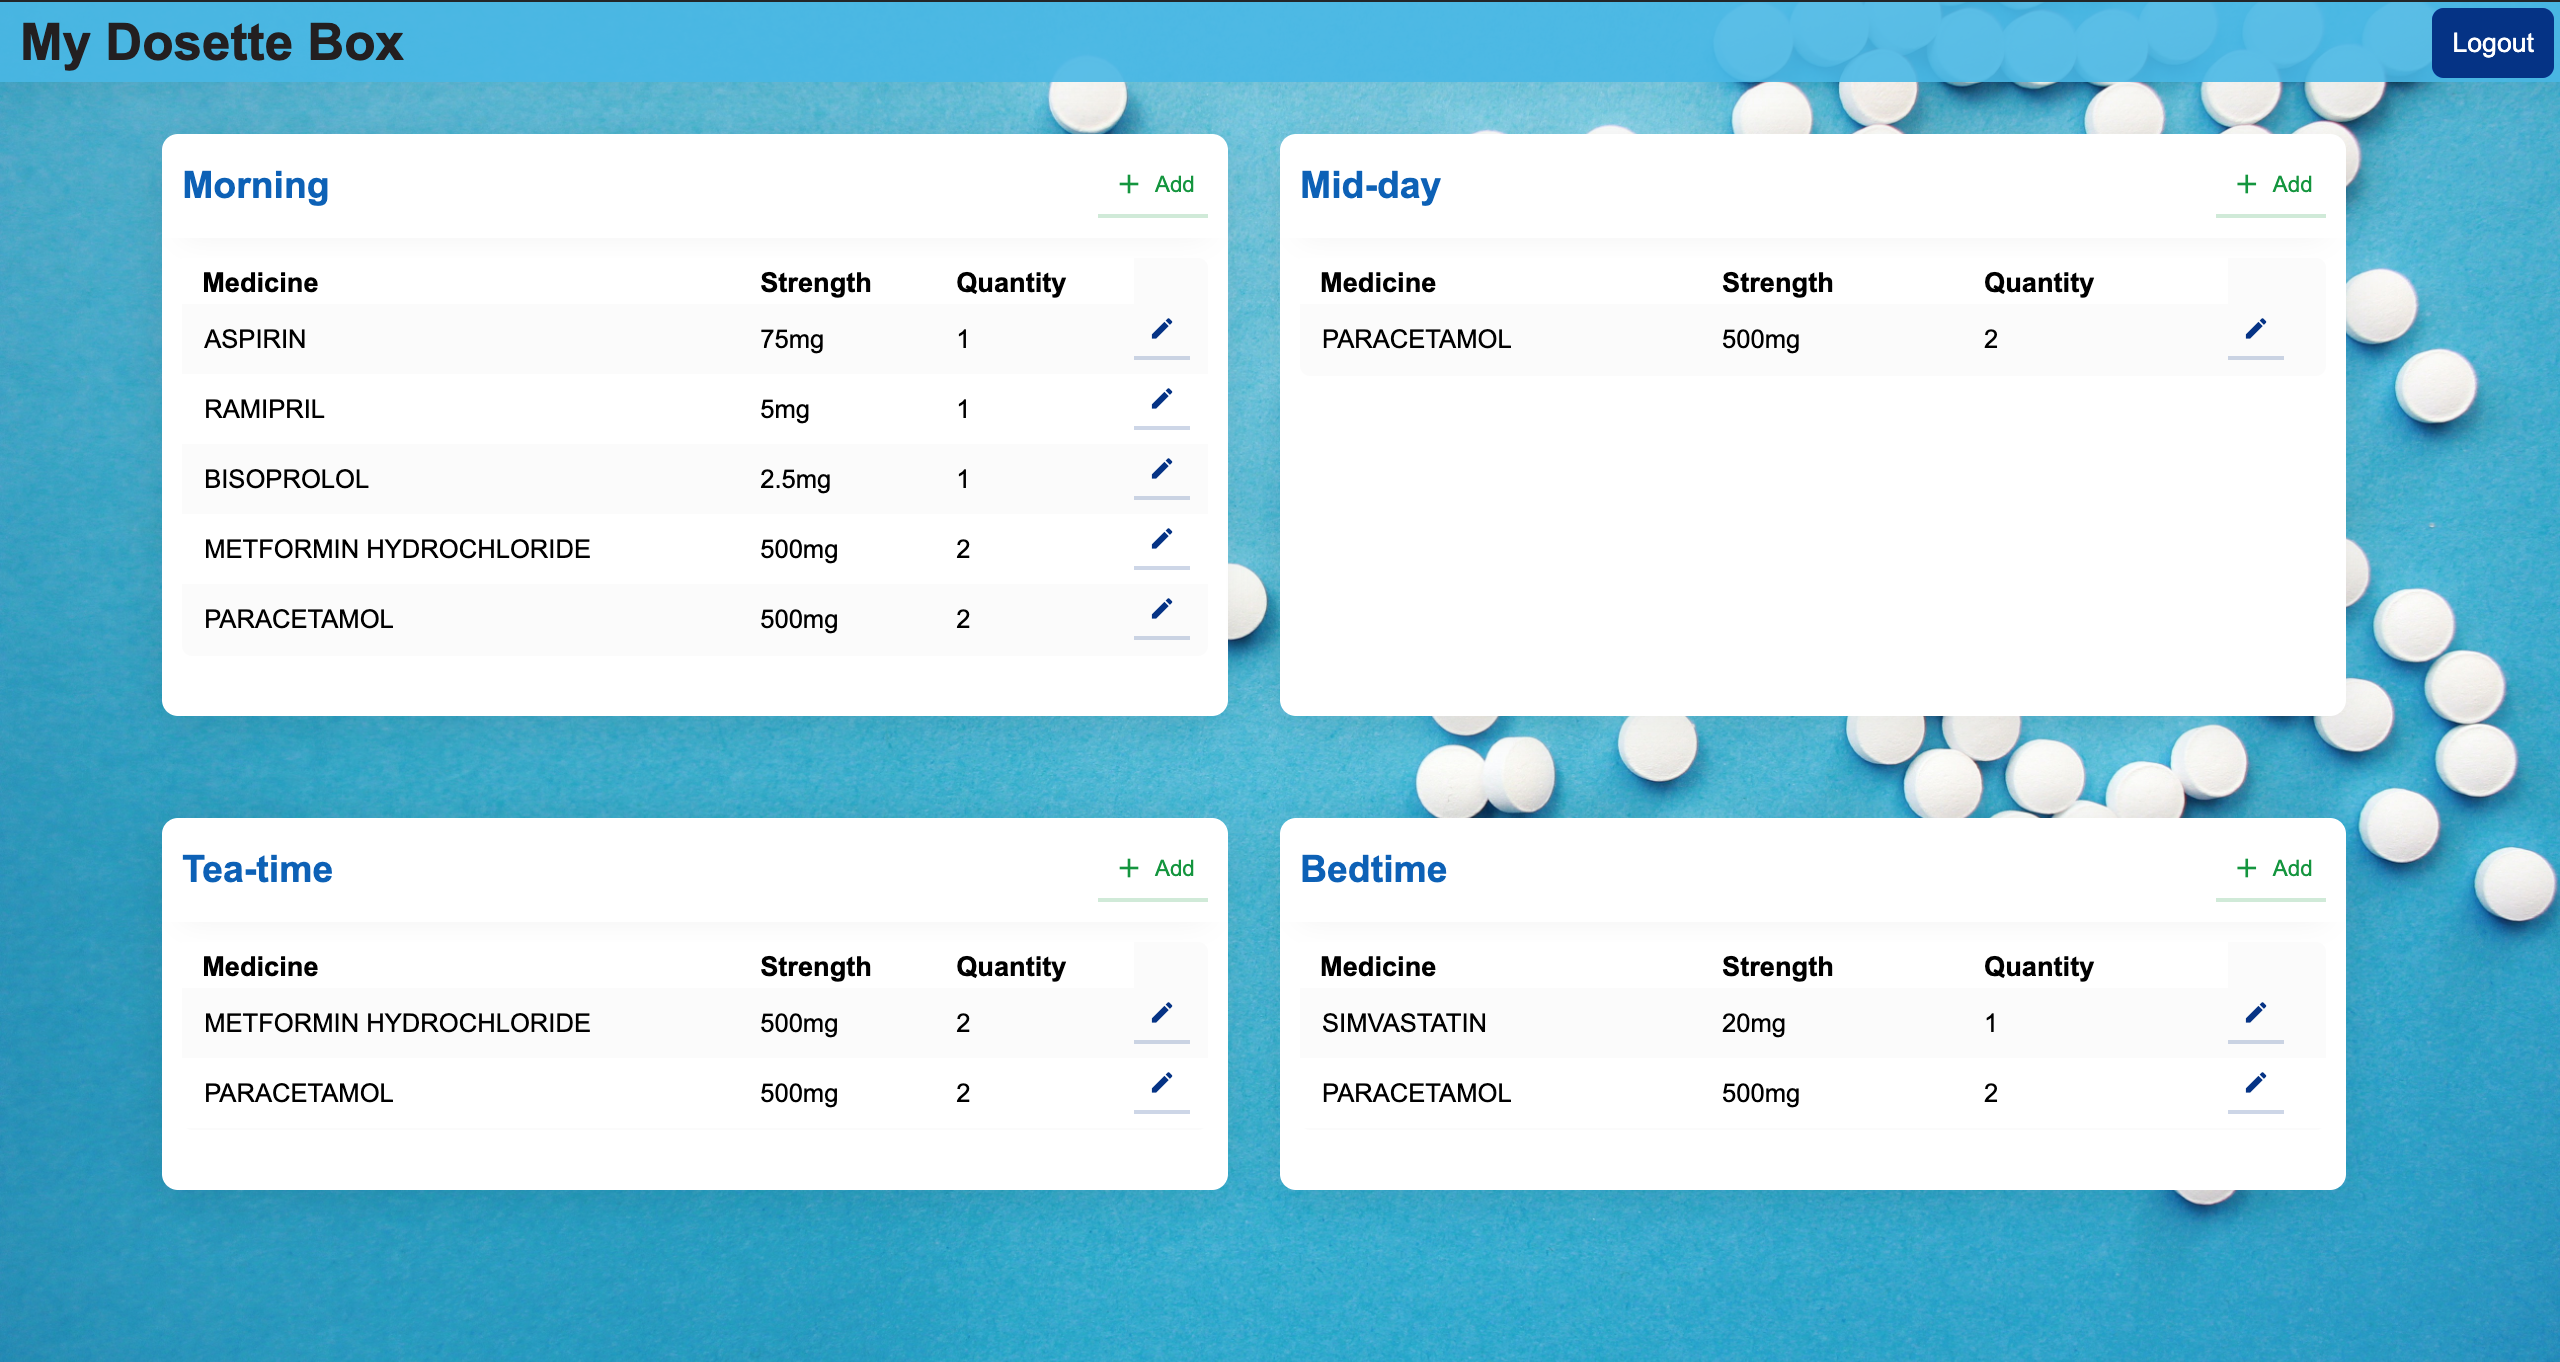 My Dosette Box
Logout
Morning
+ Add
Medicine Strength Quantity
ASPIRIN 75mg 1
RAMIPRIL 5mg 1
BISOPROLOL 2.5mg 1
METFORMIN HYDROCHLORIDE 500mg 2
PARACETAMOL 500mg 2
Mid-day
+ Add
Medicine Strength Quantity
PARACETAMOL 500mg 2
Tea-time
+ Add
Medicine Strength Quantity
METFORMIN HYDROCHLORIDE 500mg 2
PARACETAMOL 500mg 2
Bedtime
+ Add
Medicine Strength Quantity
SIMVASTATIN 20mg 1
PARACETAMOL 500mg 2